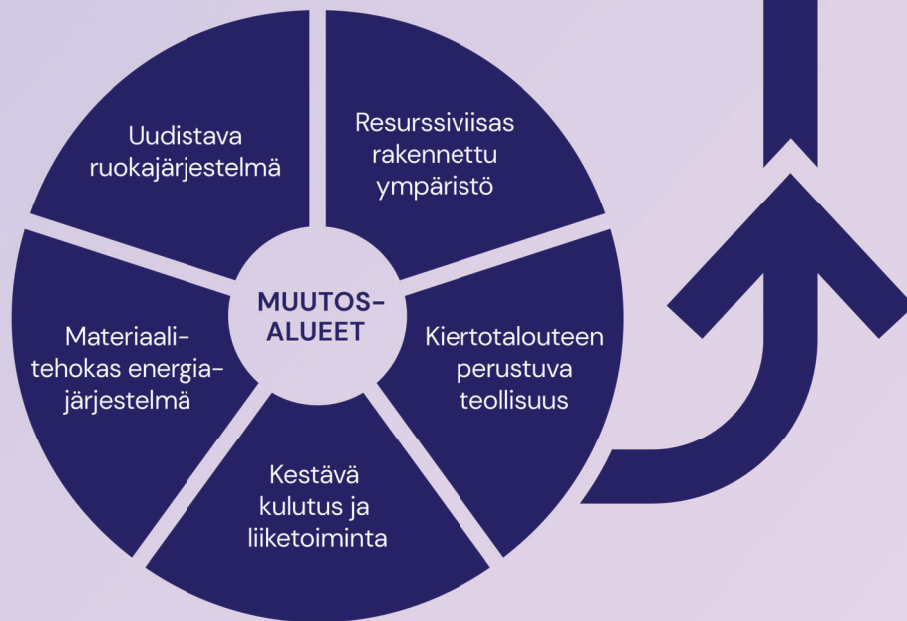 Uudistava
ruokajärjestelmä
Resurssiviisas
rakennettu
ympäristö
MUUTOS-
ALUEET
Materiaali-
tehokas energia-
järjestelmä
Kiertotalouteen
perustuva
teollisuus
Kestävä
kulutus ja
liiketoiminta